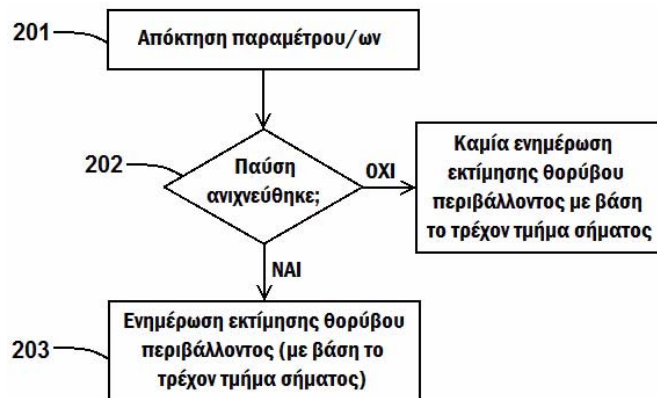 201
Απόκτηση παραμέτρου/ων
202
Παύση
ανιχνεύθηκε;
ΟΧΙ
Καμία ενημέρωση
εκτίμησης θορύβου
περιβάλλοντος με βάση
το τρέχον τμήμα σήματος
ΝΑΙ
203
Ενημέρωση εκτίμησης θορύβου
περιβάλλοντος (με βάση το
τρέχον τμήμα σήματος)